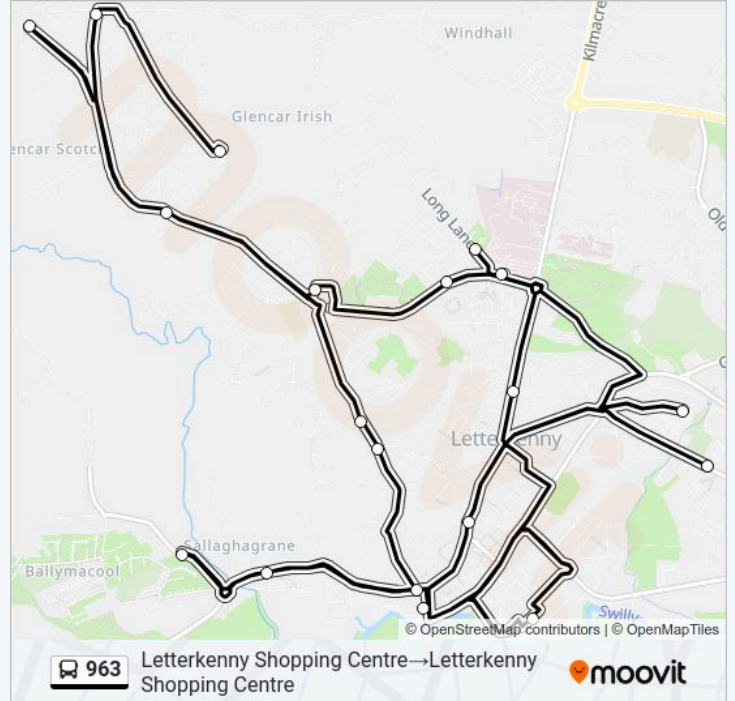 Windhall
Kilmacre
Glencar Irish
encar Scotc
Long Lane
Old
Letterkenny
Sallaghagrane
Ballymacool
Swilly
© OpenStreetMap contributors | © OpenMapTiles
963
Letterkenny Shopping Centre→Letterkenny
Shopping Centre
moovit